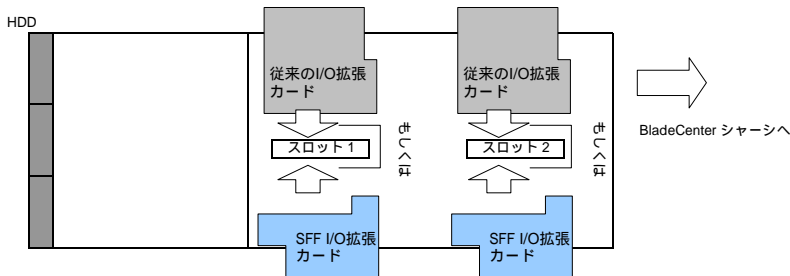 HDD
従来のI/O拡張
カード
従来のI/O拡張
カード
もしくは
もしくは
スロット 1
スロット 2
BladeCenter シャーシへ
SFF I/O拡張
カード
SFF I/O拡張
カード